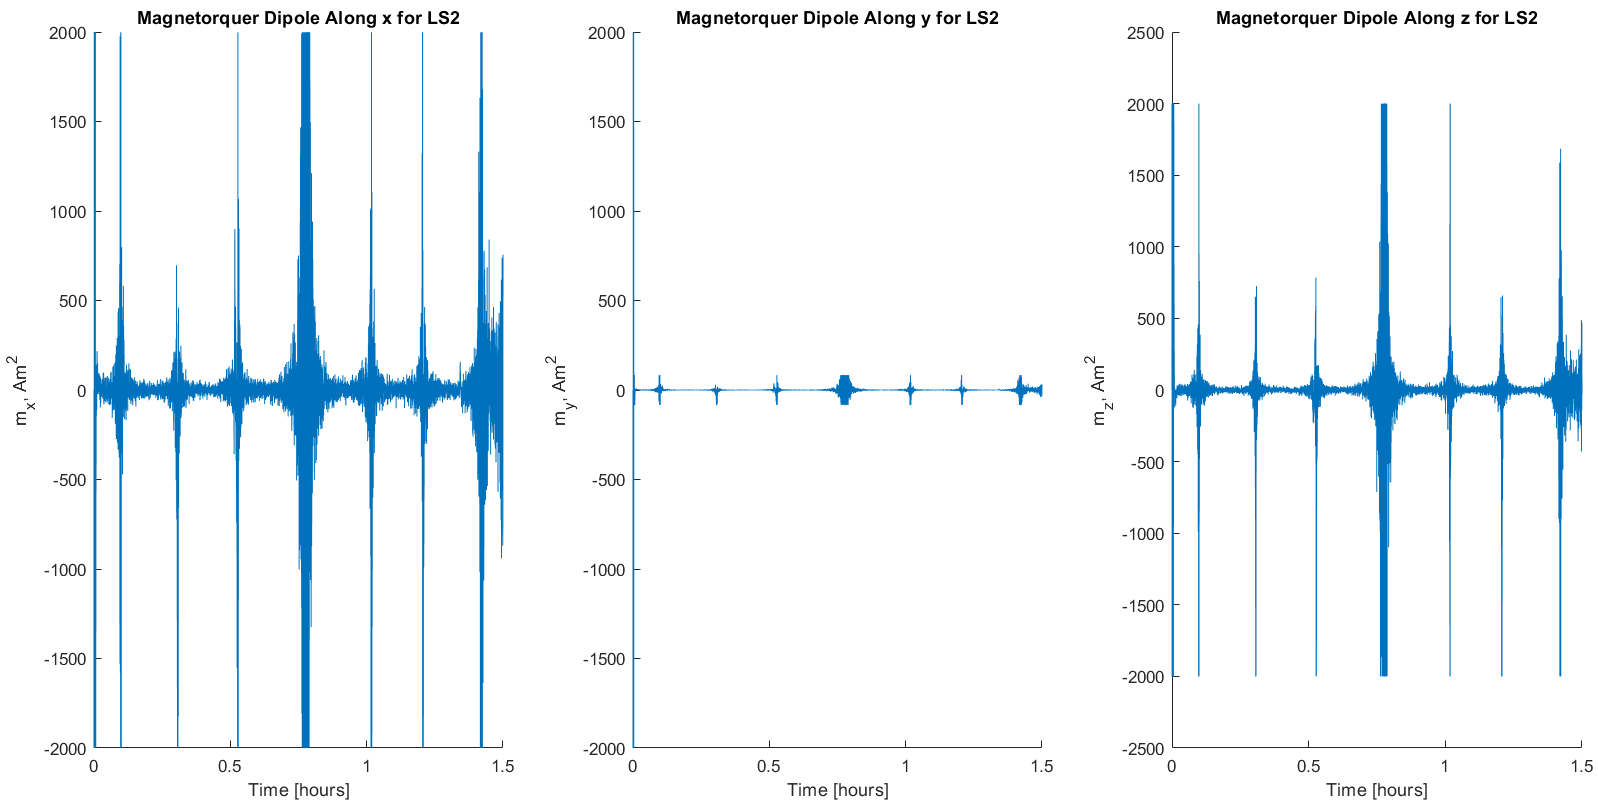 Magnetorquer Dipole Along x for LS2
2000
1500
1000
500
0
-500
-1000
-1500
-2000
m_x, Am^2
0 0.5 1 1.5
Time [hours]
Magnetorquer Dipole Along y for LS2
2000
1500
1000
500
0
-500
-1000
-1500
-2000
m_y, Am^2
0 0.5 1 1.5
Time [hours]
Magnetorquer Dipole Along z for LS2
2500
2000
1500
1000
500
0
-500
-1000
-1500
-2000
-2500
m_z, Am^2
0 0.5 1 1.5
Time [hours]